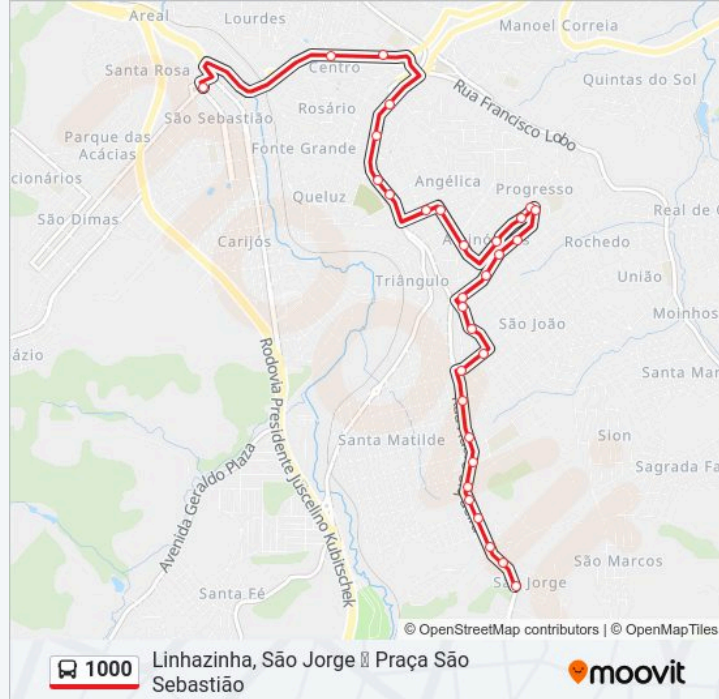 Areal
Lourdes
Manoel Correia
Santa Rosa
Centro
Quintas do Sol
Rua Francisco Lobo
São Sebastião
Rosário
Parque das
Acácias
Fonte Grande
cionários
Angélica
Progresso
Queluz
São Dimas
Real de
Carijós
Rochedo
Triângulo
União
Moinhos
São João
ázio
Rodovia Presidente Juscelino Kubitschek
Santa Mar
Santa Matilde
Sion
Sagrada Fa
Avenida Geraldo Plaza
São Marcos
São Jorge
Santa Fé
© OpenStreetMap contributors | © OpenMapTiles
1000
Linhazinha, São Jorge ▯ Praça São
Sebastião
moovit